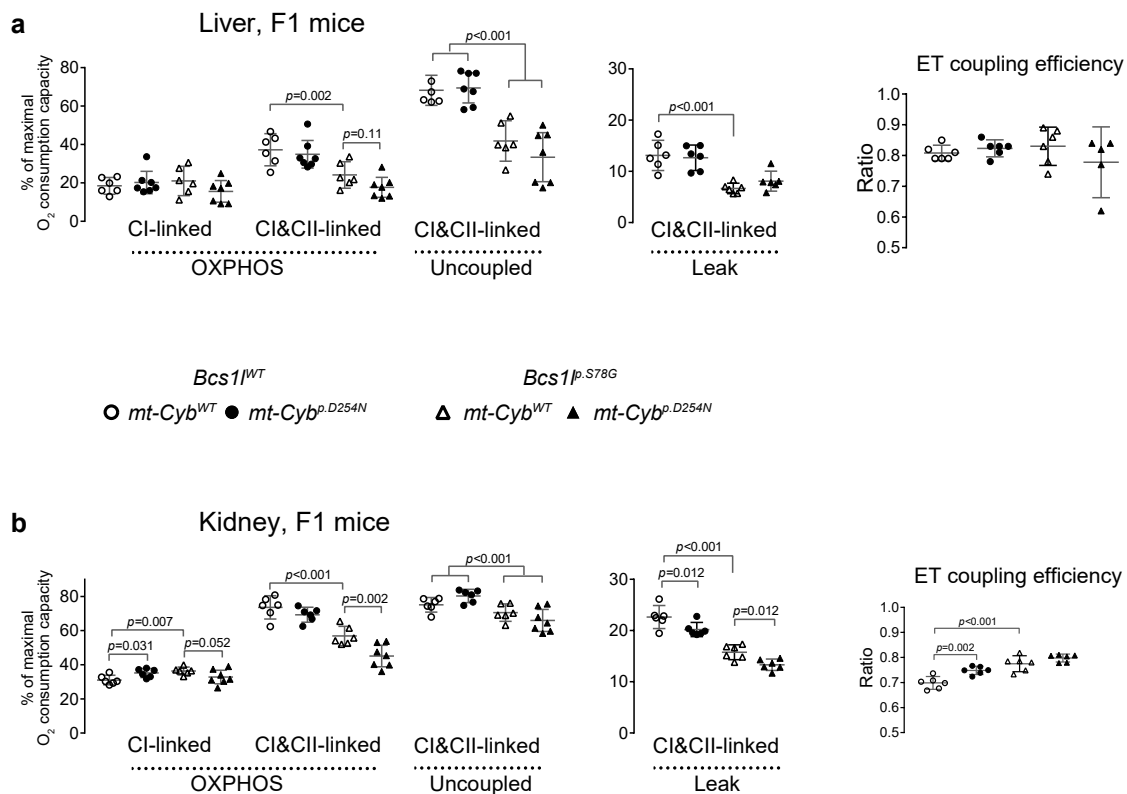 a
Liver, F1 mice
% of maximal
O2 consumption capacity
80
60
40
20
0
p=0.002
p=0.11
p<0.001
CI-linked
CI&CII-linked
CI&CII-linked
OXPHOS
Uncoupled
30
20
10
0
p<0.001
CI&CII-linked
Leak
ET coupling efficiency
Ratio
1.0
0.9
0.8
0.7
0.6
0.5
Bcs1l^WT
Bcs1l^p.S78G
mt-Cyb^WT mt-Cyb^p.D254N
mt-Cyb^WT mt-Cyb^p.D254N
b
Kidney, F1 mice
% of maximal
O2 consumption capacity
80
60
40
20
0
p=0.007
p=0.031
p=0.052
p<0.001
p=0.002
p<0.001
CI-linked
CI&CII-linked
CI&CII-linked
OXPHOS
Uncoupled
30
20
10
0
p<0.001
p=0.012
p=0.012
CI&CII-linked
Leak
ET coupling efficiency
Ratio
1.0
0.9
0.8
0.7
0.6
0.5
p<0.001
p=0.002